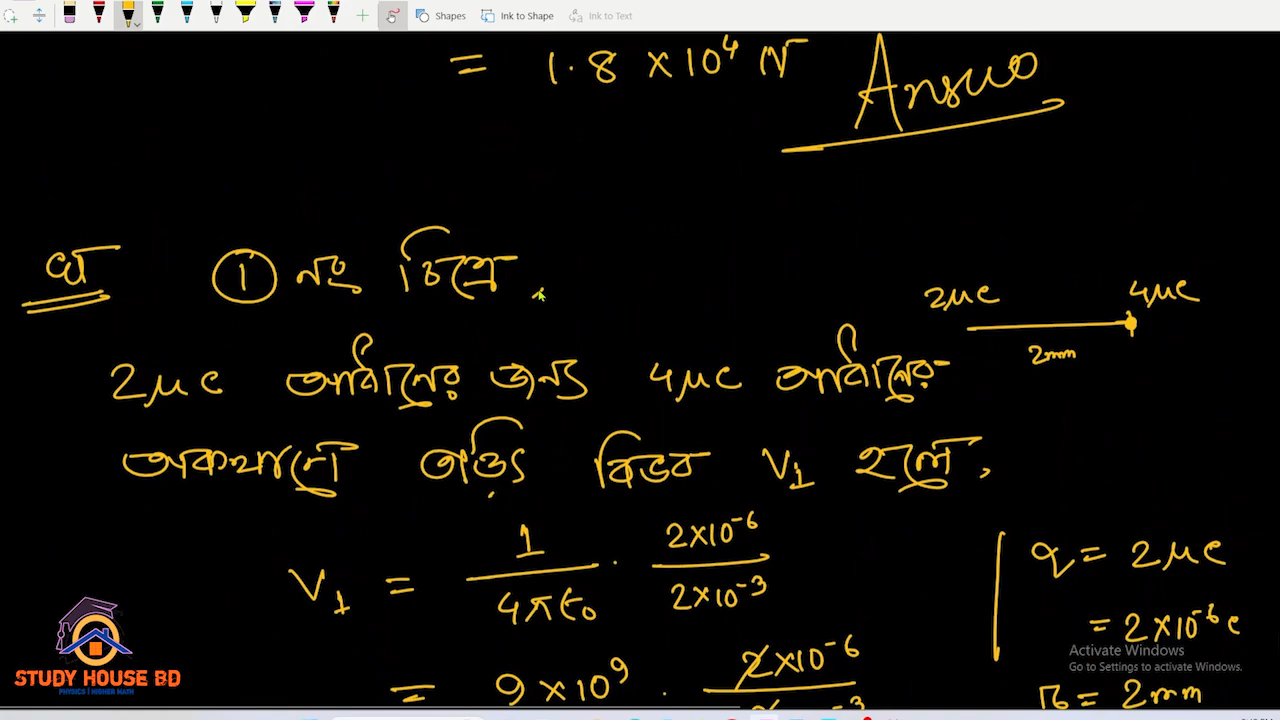 Shapes Ink to Shape Ink to Text
= 1.8 × 10⁴ N Answer
ঘ ① নং চিত্রে,
2μc 4μc
2mm
2μc আধানের জন্য 4μc আধানের
অবস্থানে তড়িৎ বিভব V₁ হলে,
V₁ = 1/4πε₀ · 2×10⁻⁶/2×10⁻³
q = 2μc
= 2×10⁻⁶c
= 9×10⁹ · 2×10⁻⁶
r = 2mm
Activate Windows
Go to Settings to activate Windows.
STUDY HOUSE BD
PHYSICS | HIGHER MATH